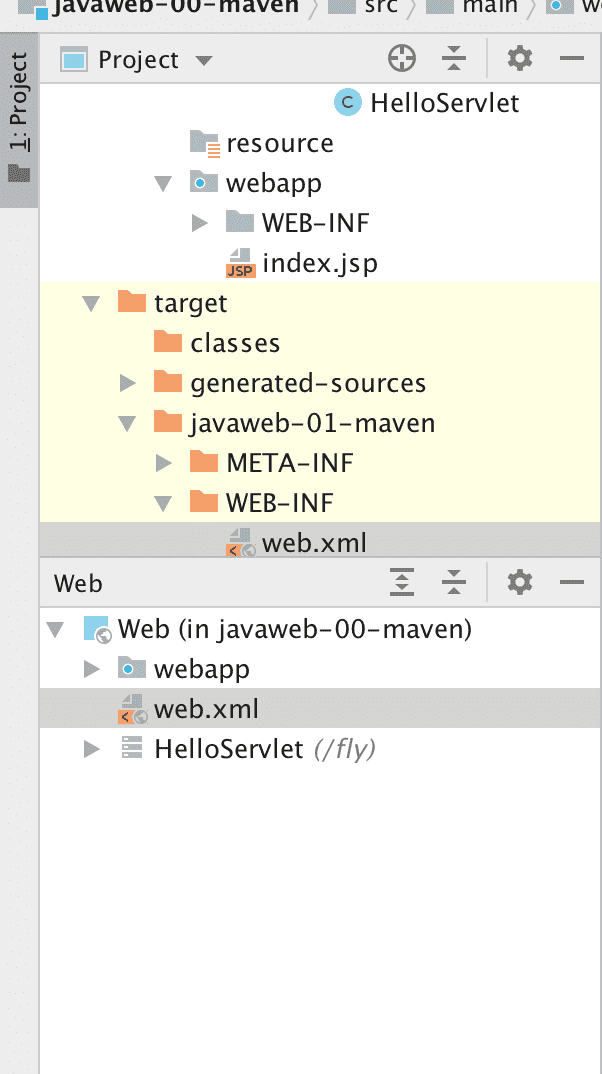 javaweb-00-maven src main w
1: Project
Project
HelloServlet
resource
webapp
WEB-INF
index.jsp
target
classes
generated-sources
javaweb-01-maven
META-INF
WEB-INF
web.xml
Web
Web (in javaweb-00-maven)
webapp
web.xml
HelloServlet (/fly)